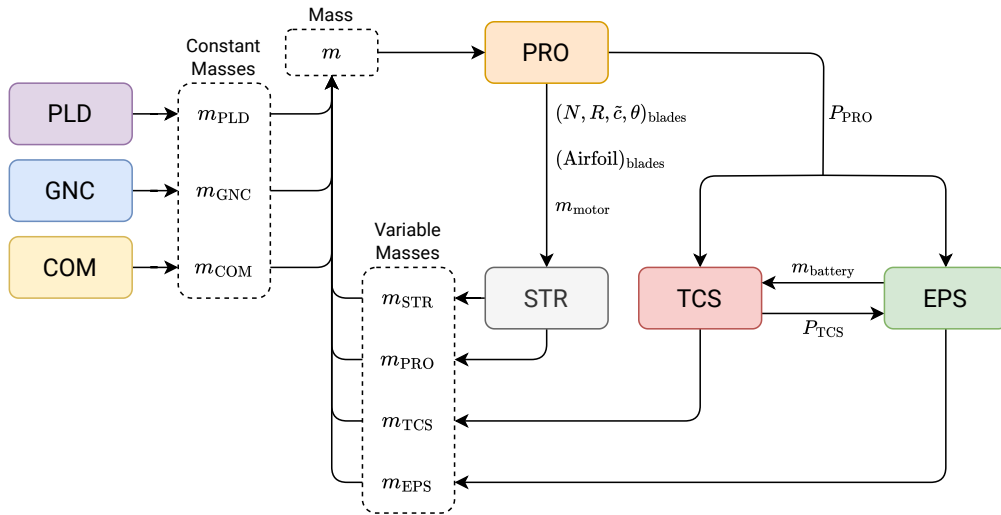 Mass
m
PRO
Constant
Masses
PLD
m_PLD
(N, R, c̃, θ)_blades
P_PRO
(Airfoil)_blades
GNC
m_GNC
m_motor
Variable
Masses
COM
m_COM
m_battery
m_STR
STR
TCS
EPS
P_TCS
m_PRO
m_TCS
m_EPS